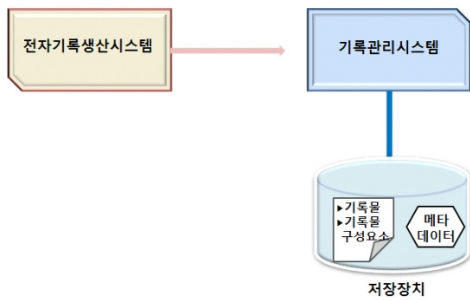 전자기록생산시스템
기록관리시스템
▶기록물
▶기록물
구성요소
메타
데이터
저장장치